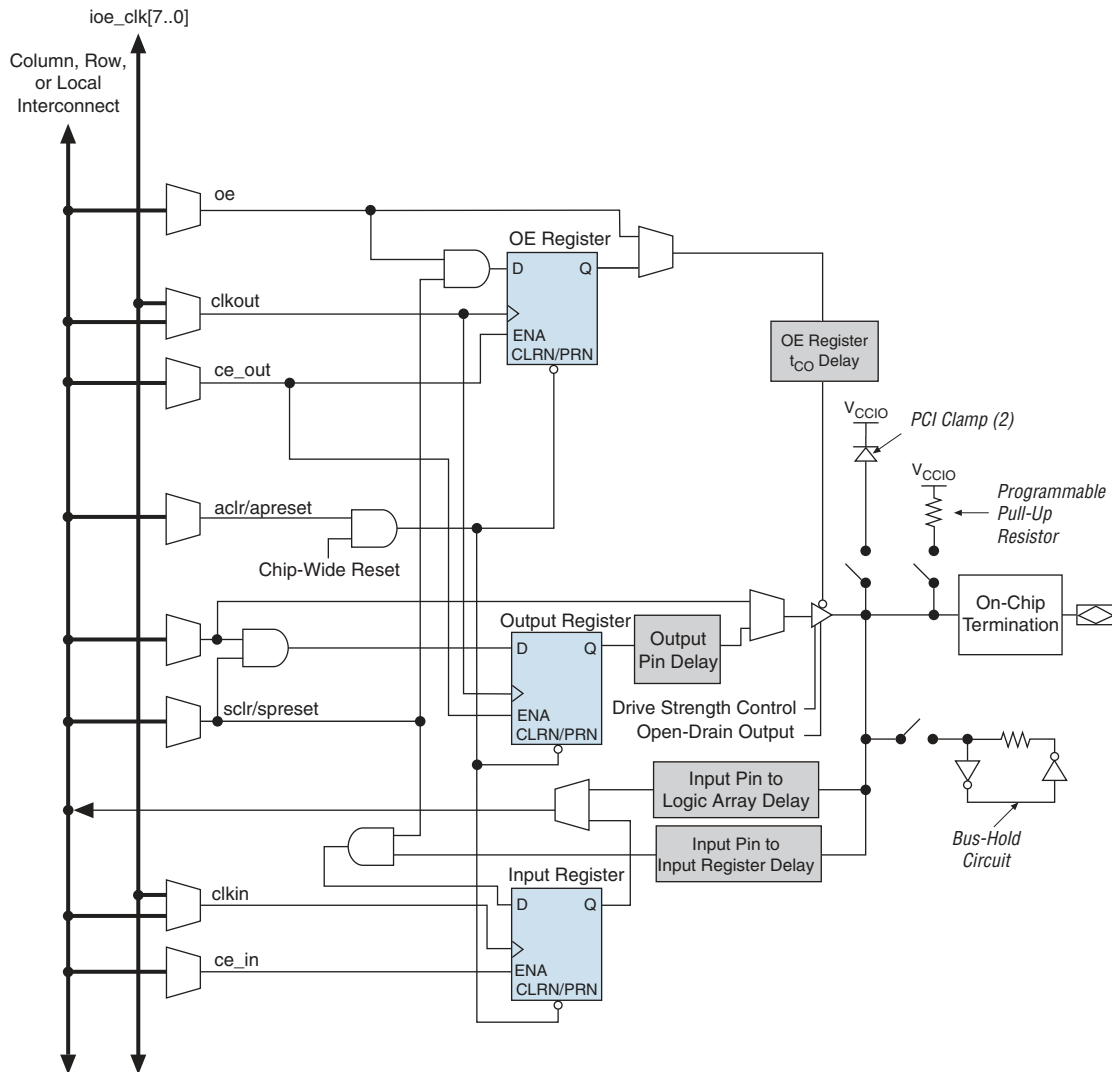 ioe_clk[7..0]
Column, Row,
or Local
Interconnect
oe
OE Register
D
Q
clkout
ENA
CLRN/PRN
OE Register
tCO Delay
ce_out
VCCIO
PCI Clamp (2)
VCCIO
Programmable
Pull-Up
Resistor
aclr/apreset
Chip-Wide Reset
On-Chip
Termination
Output Register
D
Q
Output
Pin Delay
sclr/spreset
ENA
CLRN/PRN
Drive Strength Control
Open-Drain Output
Input Pin to
Logic Array Delay
Input Pin to
Input Register Delay
Bus-Hold
Circuit
Input Register
clkin
D
Q
ce_in
ENA
CLRN/PRN